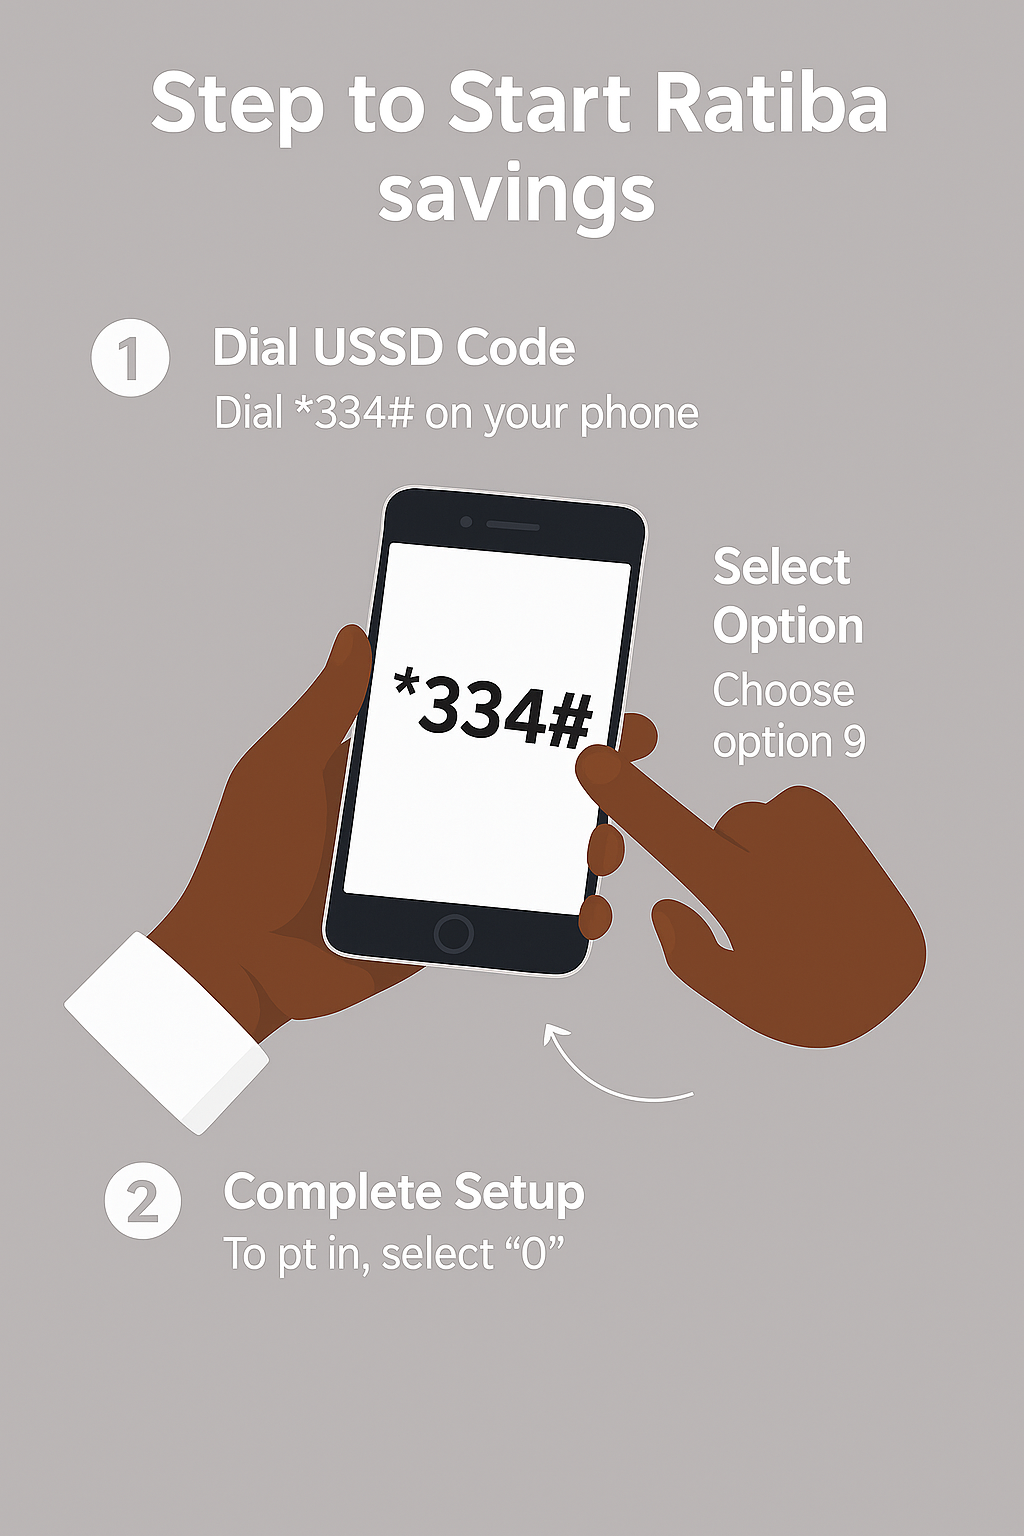 Step to Start Ratiba
savings
1
Dial USSD Code
Dial *334# on your phone
*334#
Select
Option
Choose
option 9
2
Complete Setup
To pt in, select “0”